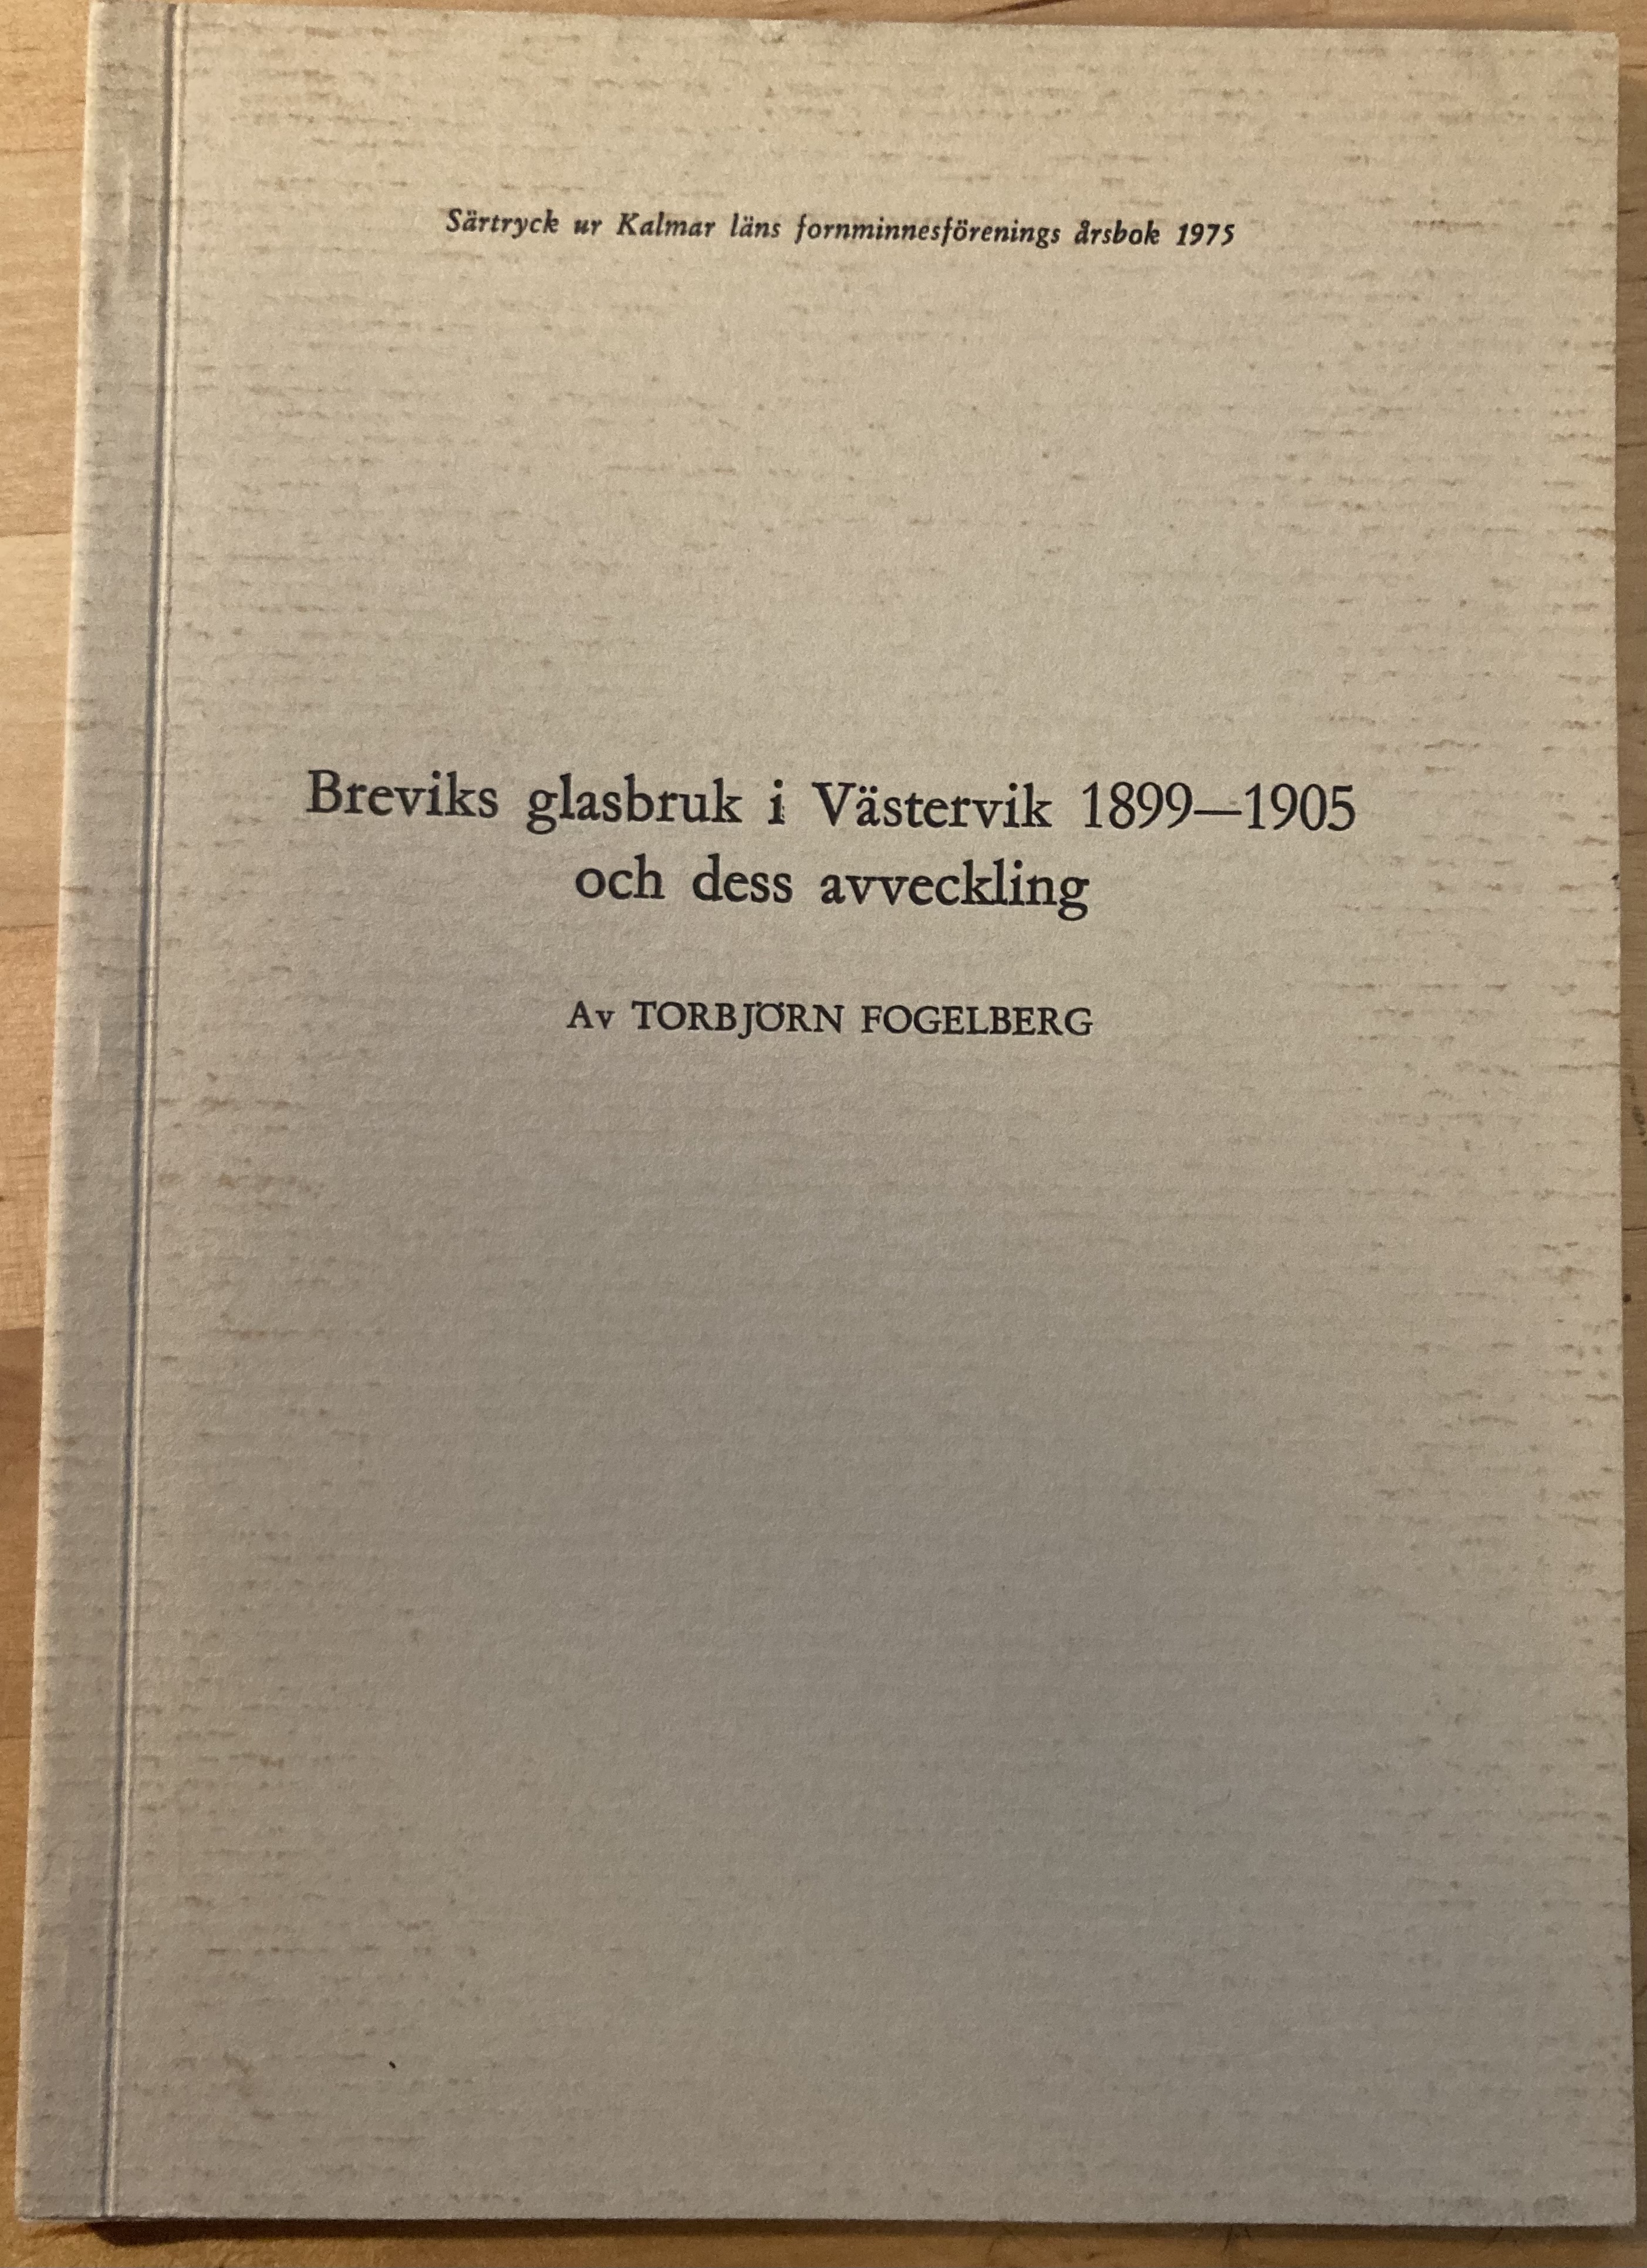 Särtryck ur Kalmar läns fornminnesförenings årsbok 1975
Breviks glasbruk i Västervik 1899—1905
och dess avveckling
Av TORBJÖRN FOGELBERG